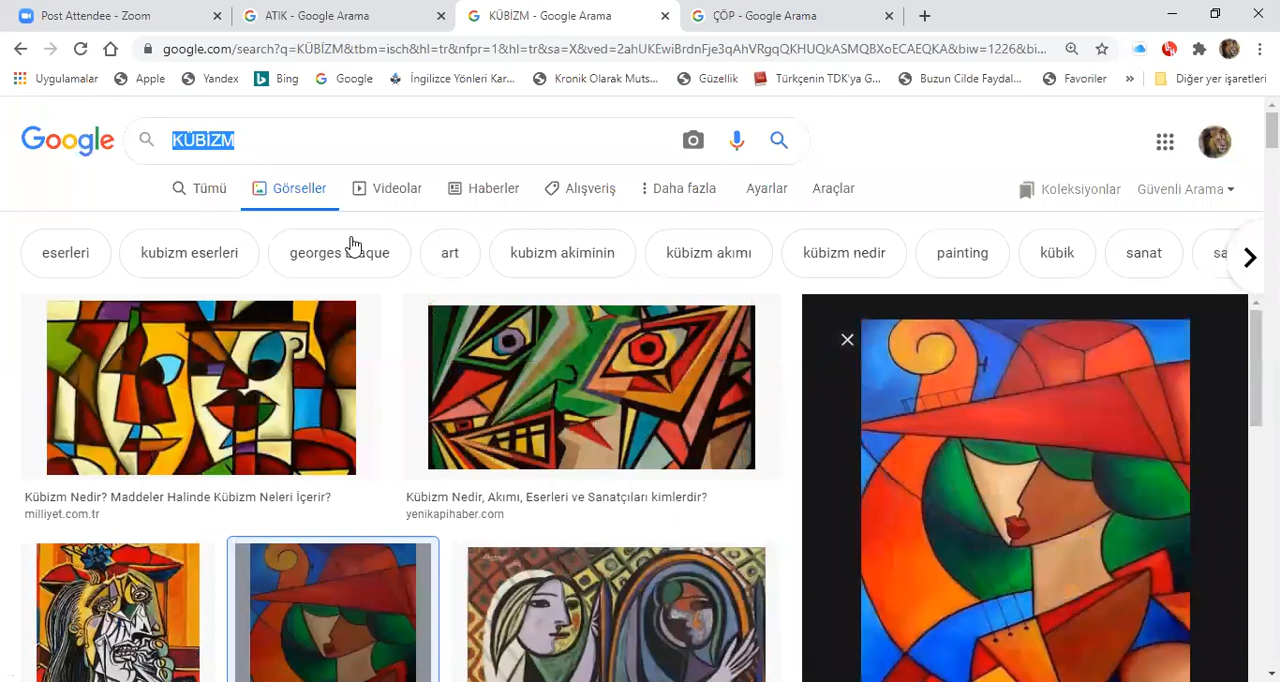 Post Attendee - Zoom
ATIK - Google Arama
KÜBİZM - Google Arama
ÇÖP - Google Arama
google.com/search?q=KÜBİZM&tbm=isch&hl=tr&nfpr=1&hl=tr&sa=X&ved=2ahUKEwiBrdnFje3qAhVRgqQKHUQkASMQBXoECAEQKA&biw=1226&bi...
Uygulamalar Apple Yandex Bing Google İngilizce Yönleri Kar... Kronik Olarak Muts... Güzellik Türkçenin TDK'ya G... Buzun Cilde Faydal... Favoriler » Diğer yer işaretleri
Google KÜBİZM
Tümü Görseller Videolar Haberler Alışveriş Daha fazla Ayarlar Araçlar Koleksiyonlar Güvenli Arama
eserleri kubizm eserleri georges aque art kubizm akiminin kübizm akımı kübizm nedir painting kübik sanat sa
Kübizm Nedir? Maddeler Halinde Kübizm Neleri İçerir?
milliyet.com.tr
Kübizm Nedir, Akımı, Eserleri ve Sanatçıları kimlerdir?
yenikapihaber.com